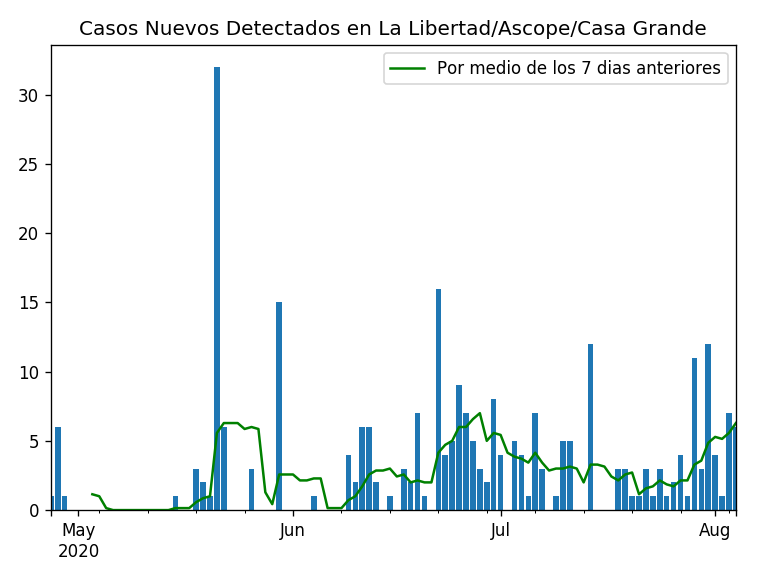 Casos Nuevos Detectados en La Libertad/Ascope/Casa Grande
Por medio de los 7 dias anteriores
30
25
20
15
10
5
0
May Jun Jul Aug
2020